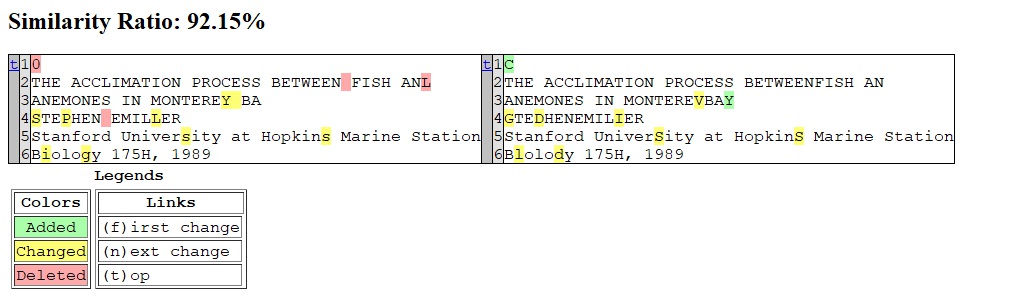 Similarity Ratio: 92.15%
t 1 0 t 1 C
2 THE ACCLIMATION PROCESS BETWEEN FISH ANL 2 THE ACCLIMATION PROCESS BETWEENFISH AN
3 ANEMONES IN MONTEREY BA 3 ANEMONES IN MONTEREVBAY
4 STEPHEN EMILLER 4 GTEDHENEMILIER
5 Stanford University at Hopkins Marine Station 5 Stanford UniverSity at HopkinS Marine Station
6 Biology 175H, 1989 6 Blolody 175H, 1989
Legends
Colors Links
Added (f)irst change
Changed (n)ext change
Deleted (t)op